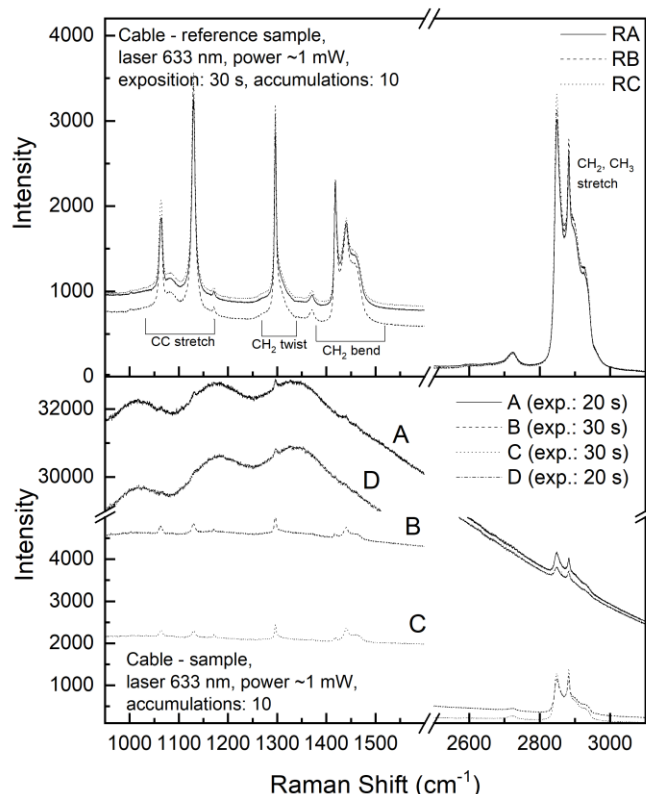 4000
3000
2000
1000
0
Intensity
Cable - reference sample,
laser 633 nm, power ~1 mW,
exposition: 30 s, accumulations: 10
RA
RB
RC
CH₂, CH₃
stretch
CC stretch
CH₂ twist
CH₂ bend
32000
30000
4000
3000
2000
1000
Intensity
A
D
B
C
A (exp.: 20 s)
B (exp.: 30 s)
C (exp.: 30 s)
D (exp.: 20 s)
Cable - sample,
laser 633 nm, power ~1 mW,
accumulations: 10
1000 1100 1200 1300 1400 1500 2600 2800 3000
Raman Shift (cm⁻¹)